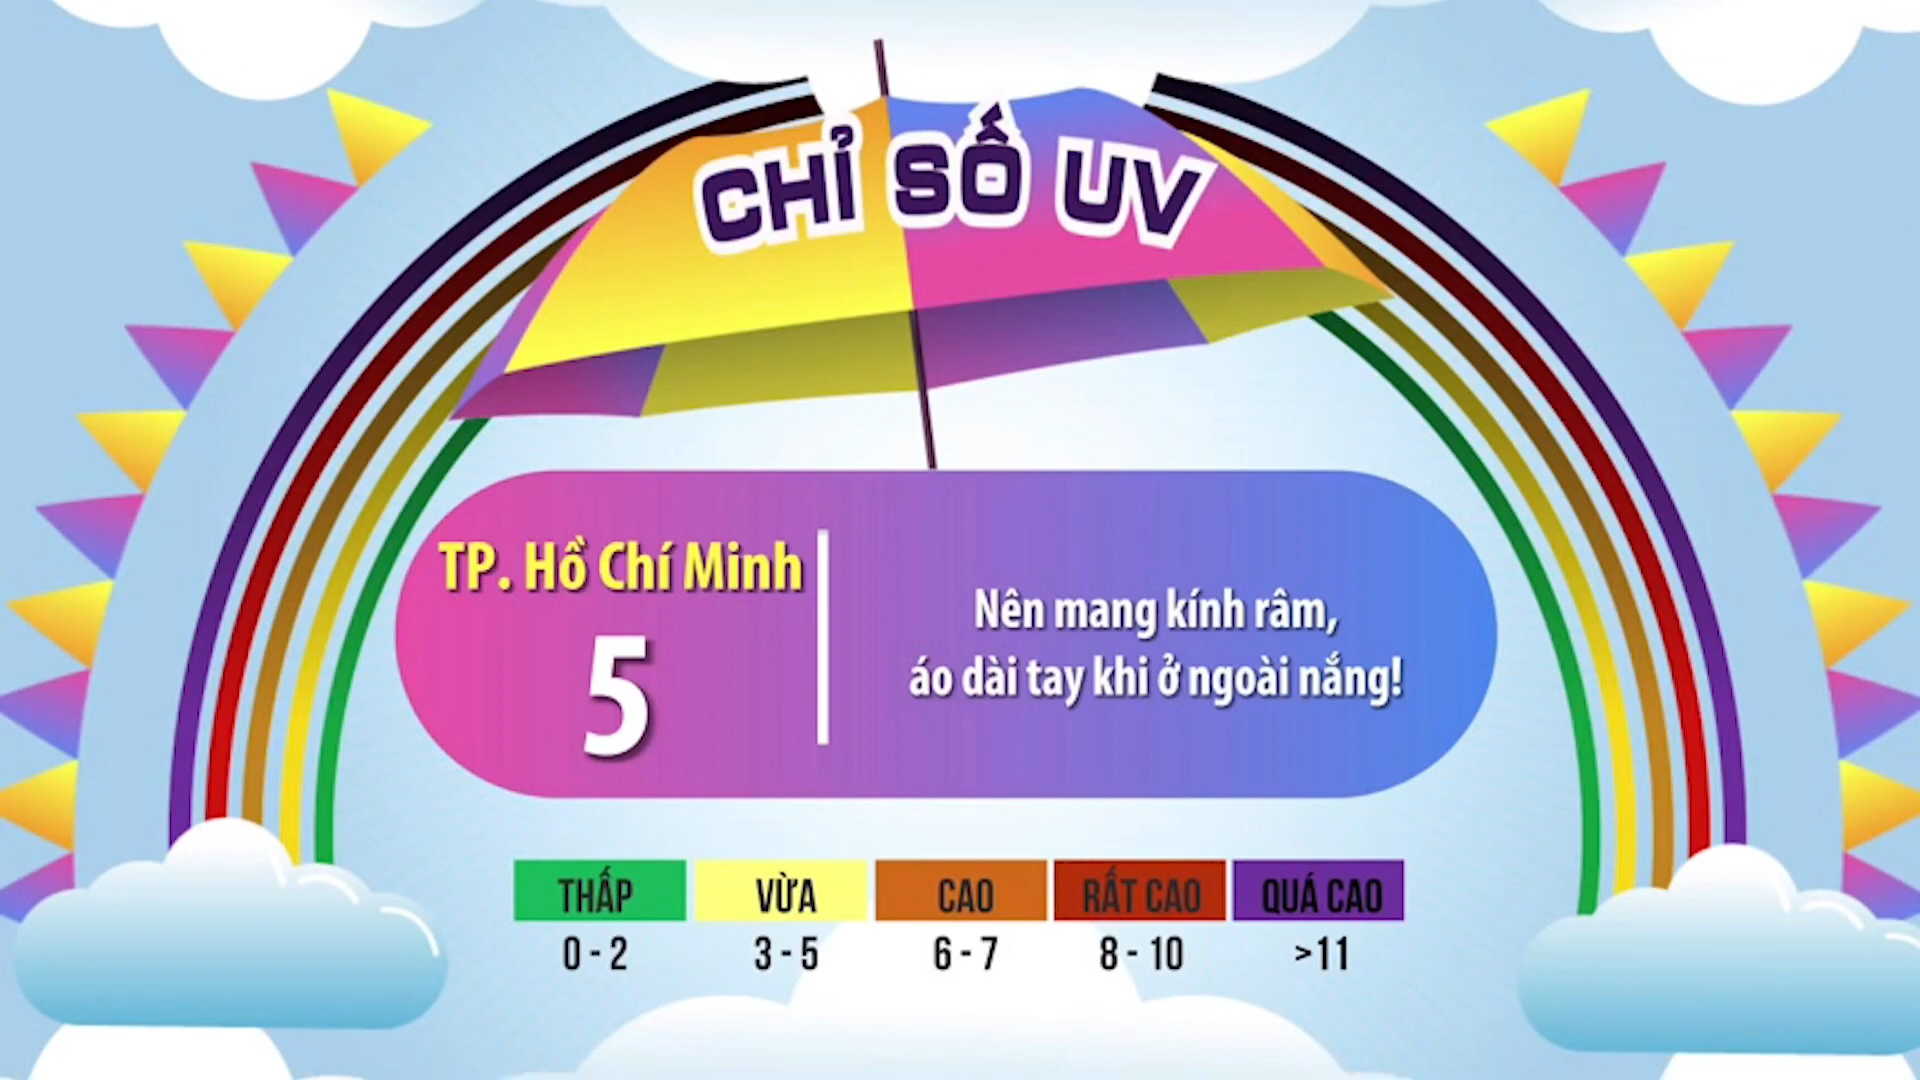 CHỈ SỐ UV
TP. Hồ Chí Minh
5
Nên mang kính râm,
áo dài tay khi ở ngoài nắng!
THẤP VỪA CAO RẤT CAO QUÁ CAO
0 - 2 3 - 5 6 - 7 8 - 10 >11